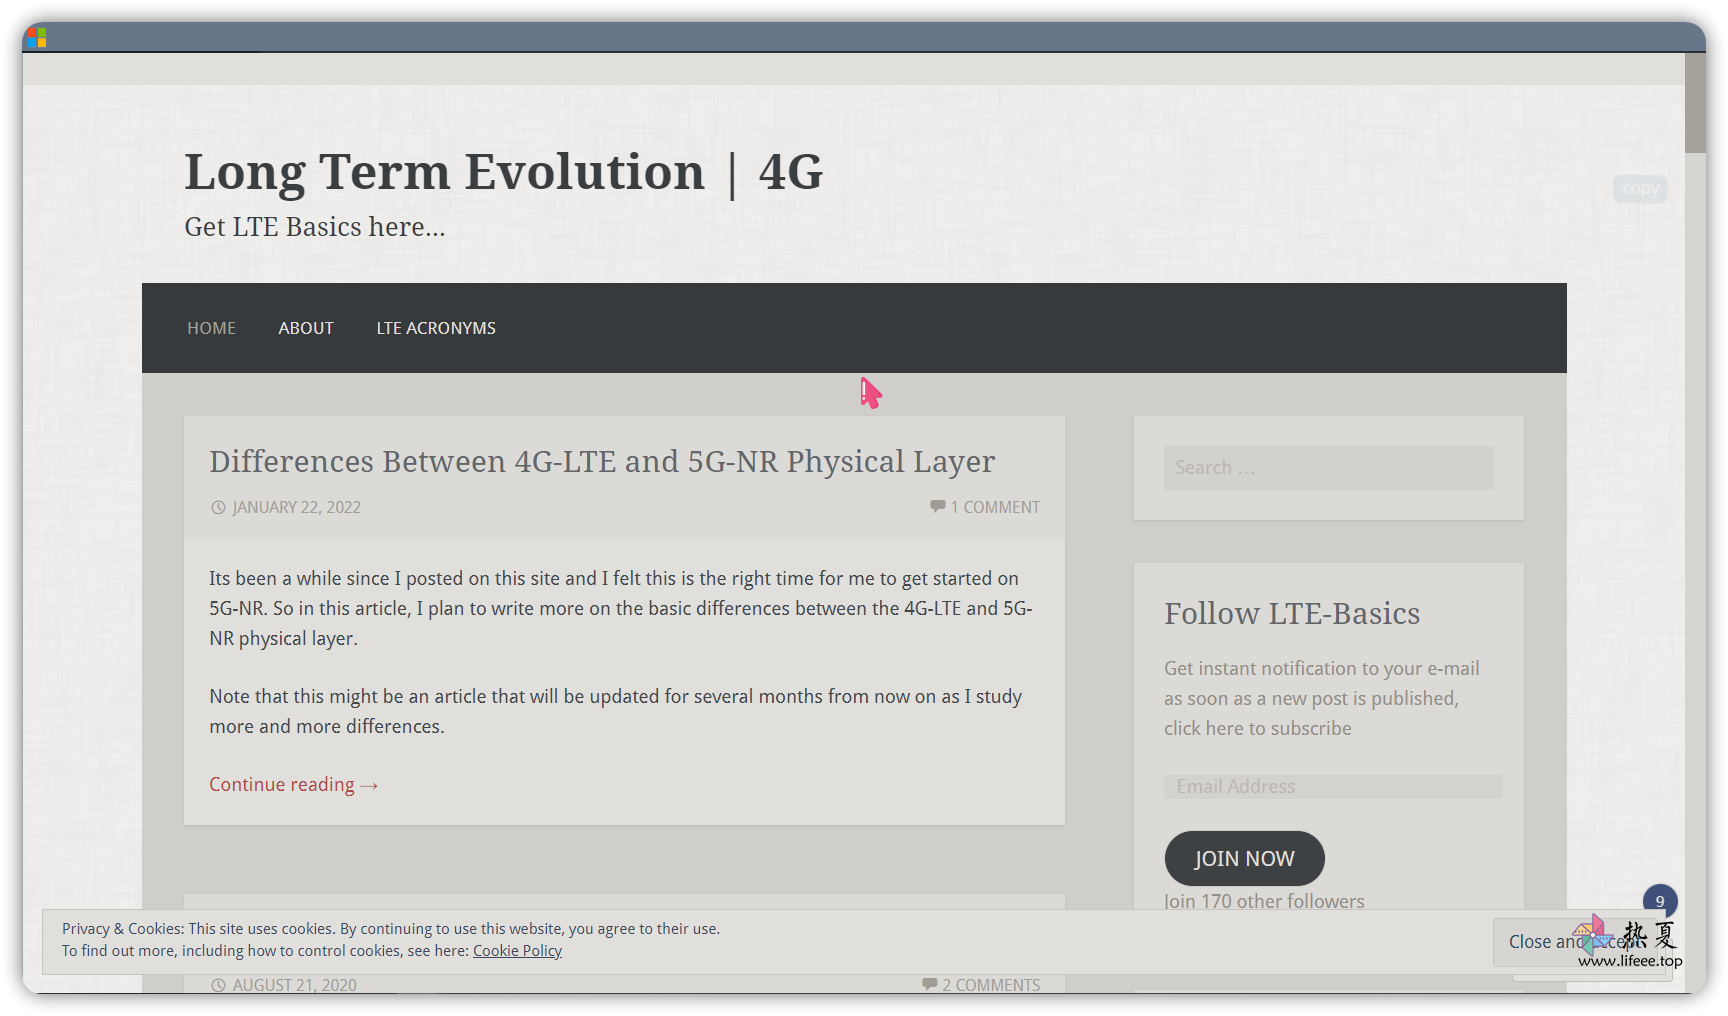 Long Term Evolution | 4G
Get LTE Basics here...
copy
HOME ABOUT LTE ACRONYMS
Differences Between 4G-LTE and 5G-NR Physical Layer
JANUARY 22, 2022
1 COMMENT
Its been a while since I posted on this site and I felt this is the right time for me to get started on
5G-NR. So in this article, I plan to write more on the basic differences between the 4G-LTE and 5G-
NR physical layer.
Note that this might be an article that will be updated for several months from now on as I study
more and more differences.
Continue reading →
Search …
Follow LTE-Basics
Get instant notification to your e-mail
as soon as a new post is published,
click here to subscribe
Email Address
JOIN NOW
Join 170 other followers
9
Privacy & Cookies: This site uses cookies. By continuing to use this website, you agree to their use.
To find out more, including how to control cookies, see here: Cookie Policy
Close and accept
热夏
www.lifeee.top
AUGUST 21, 2020
2 COMMENTS